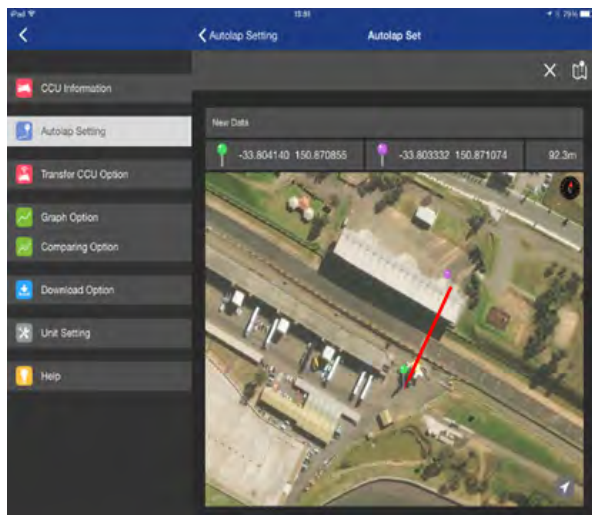 iPad
79%
Autolap Setting
Autolap Set
CCU Information
Autolap Setting
Transfer CCU Option
Graph Option
Comparing Option
Download Option
Unit Setting
Help
New Data
-33.804140 150.870855
-33.803332 150.871074
92.3m